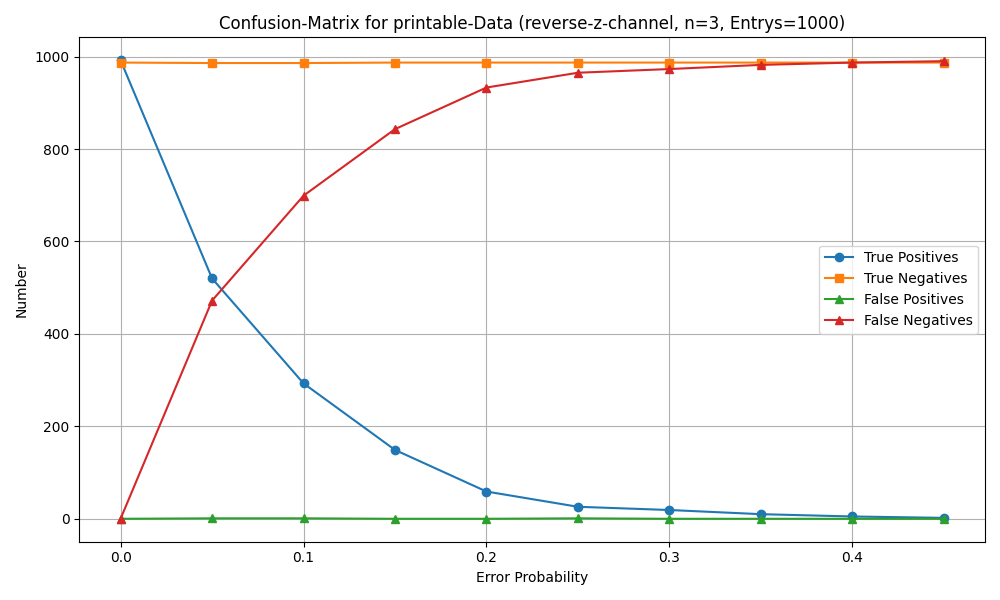 Confusion-Matrix for printable-Data (reverse-z-channel, n=3, Entrys=1000)
Number
1000
800
600
400
200
0
True Positives
True Negatives
False Positives
False Negatives
0.0 0.1 0.2 0.3 0.4
Error Probability